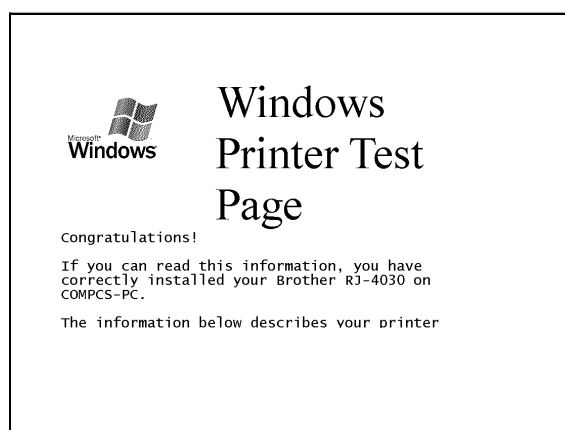 Microsoft®
Windows
Windows
Printer Test
Page
Congratulations!
If you can read this information, you have
correctly installed your Brother RJ-4030 on
COMPCS-PC.
The information below describes your printer